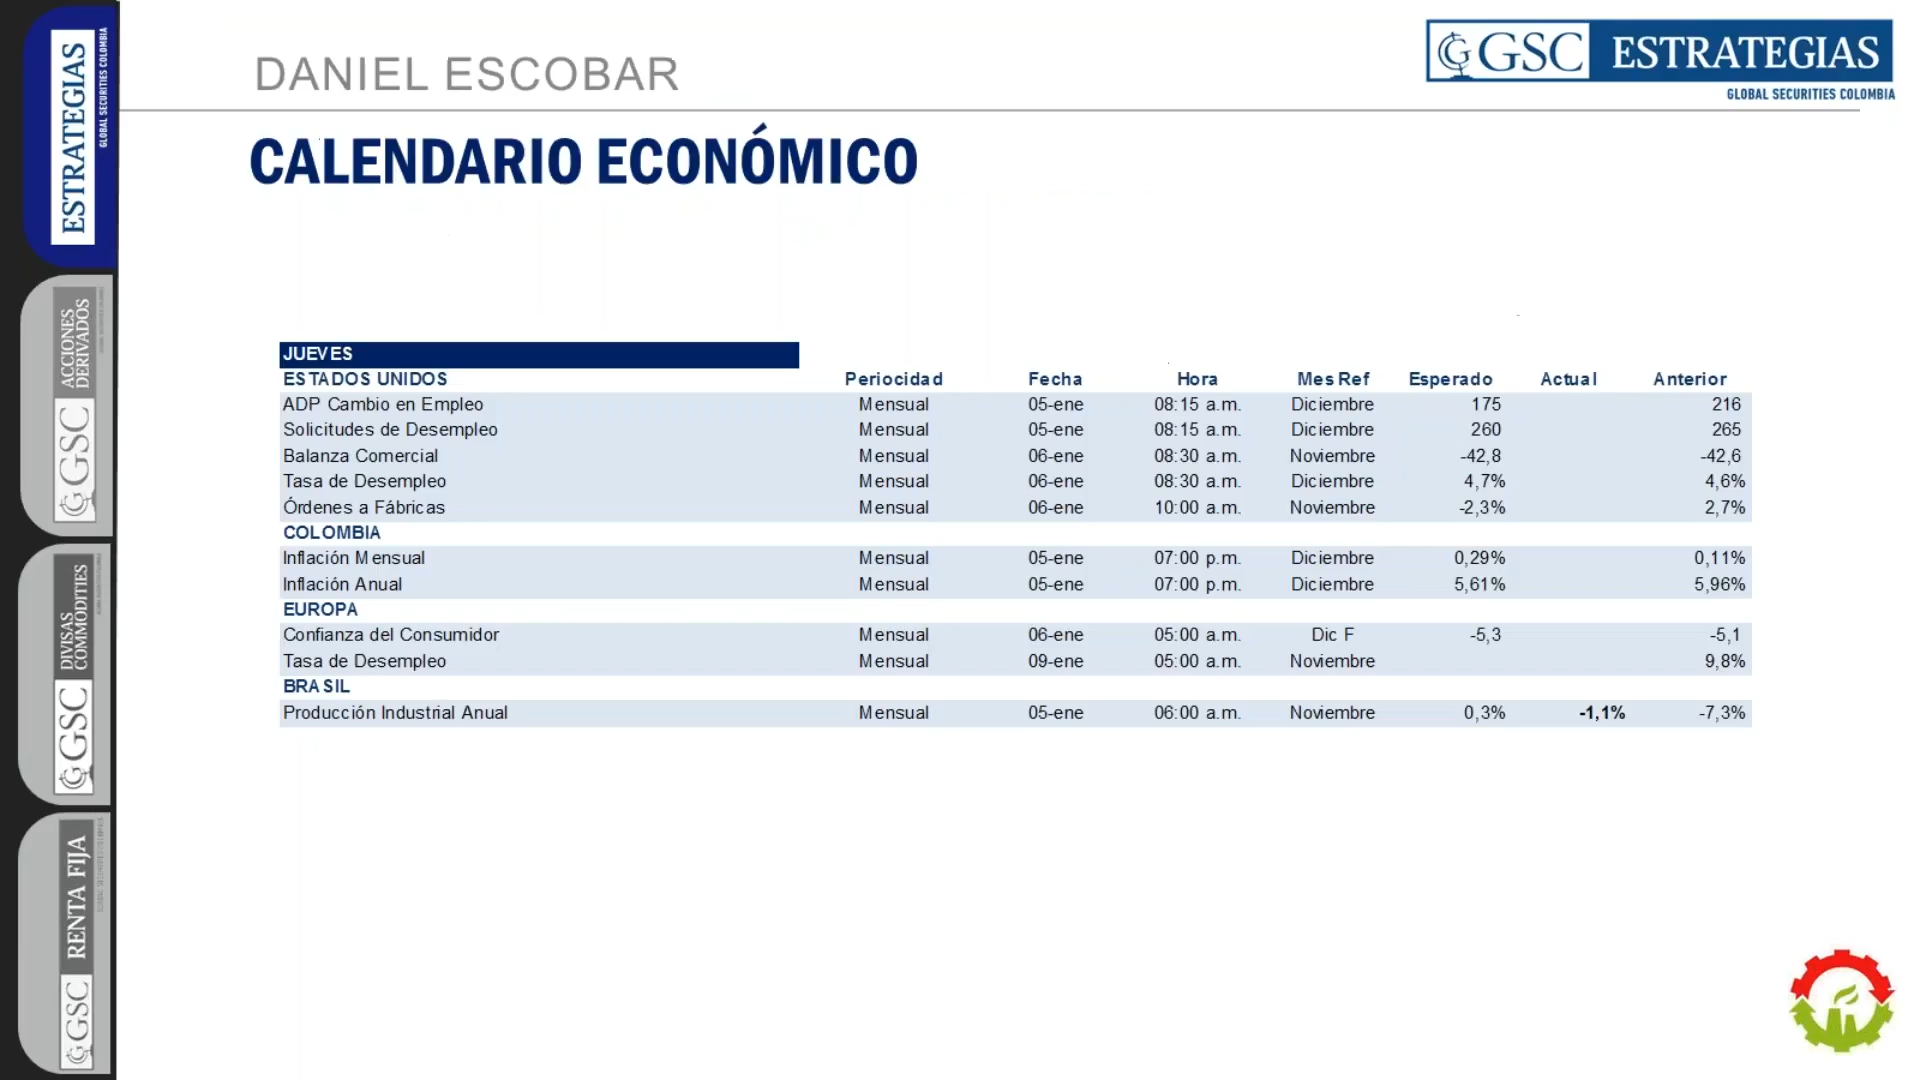 DANIEL ESCOBAR
GSC ESTRATEGIAS
GLOBAL SECURITIES COLOMBIA
CALENDARIO ECONÓMICO
JUEVES
ESTADOS UNIDOS Periocidad Fecha Hora Mes Ref Esperado Actual Anterior
ADP Cambio en Empleo Mensual 05-ene 08:15 a.m. Diciembre 175 216
Solicitudes de Desempleo Mensual 05-ene 08:15 a.m. Diciembre 260 265
Balanza Comercial Mensual 06-ene 08:30 a.m. Noviembre -42,8 -42,6
Tasa de Desempleo Mensual 06-ene 08:30 a.m. Diciembre 4,7% 4,6%
Órdenes a Fábricas Mensual 06-ene 10:00 a.m. Noviembre -2,3% 2,7%
COLOMBIA
Inflación Mensual Mensual 05-ene 07:00 p.m. Diciembre 0,29% 0,11%
Inflación Anual Mensual 05-ene 07:00 p.m. Diciembre 5,61% 5,96%
EUROPA
Confianza del Consumidor Mensual 06-ene 05:00 a.m. Dic F -5,3 -5,1
Tasa de Desempleo Mensual 09-ene 05:00 a.m. Noviembre 9,8%
BRASIL
Producción Industrial Anual Mensual 05-ene 06:00 a.m. Noviembre 0,3% -1,1% -7,3%
ESTRATEGIAS
GLOBAL SECURITIES COLOMBIA
GSC ACCIONES
DERIVADOS
GSC DIVISAS
COMMODITIES
GSC RENTA FIJA